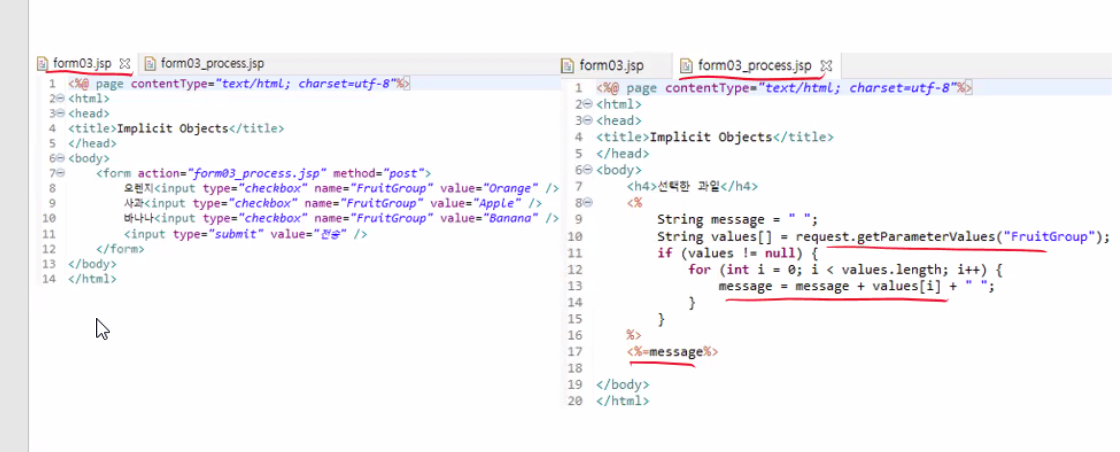 form03.jsp form03_process.jsp
1 <%@ page contentType="text/html; charset=utf-8"%>
2 <html>
3 <head>
4 <title>Implicit Objects</title>
5 </head>
6 <body>
7 <form action="form03_process.jsp" method="post">
8 오렌지<input type="checkbox" name="FruitGroup" value="Orange" />
9 사과<input type="checkbox" name="FruitGroup" value="Apple" />
10 바나나<input type="checkbox" name="FruitGroup" value="Banana" />
11 <input type="submit" value="전송" />
12 </form>
13 </body>
14 </html>
form03.jsp form03_process.jsp
1 <%@ page contentType="text/html; charset=utf-8"%>
2 <html>
3 <head>
4 <title>Implicit Objects</title>
5 </head>
6 <body>
7 <h4>선택한 과일</h4>
8 <%
9 String message = " ";
10 String values[] = request.getParameterValues("FruitGroup");
11 if (values != null) {
12 for (int i = 0; i < values.length; i++) {
13 message = message + values[i] + " ";
14 }
15 }
16 %>
17 <%=message%>
18
19 </body>
20 </html>